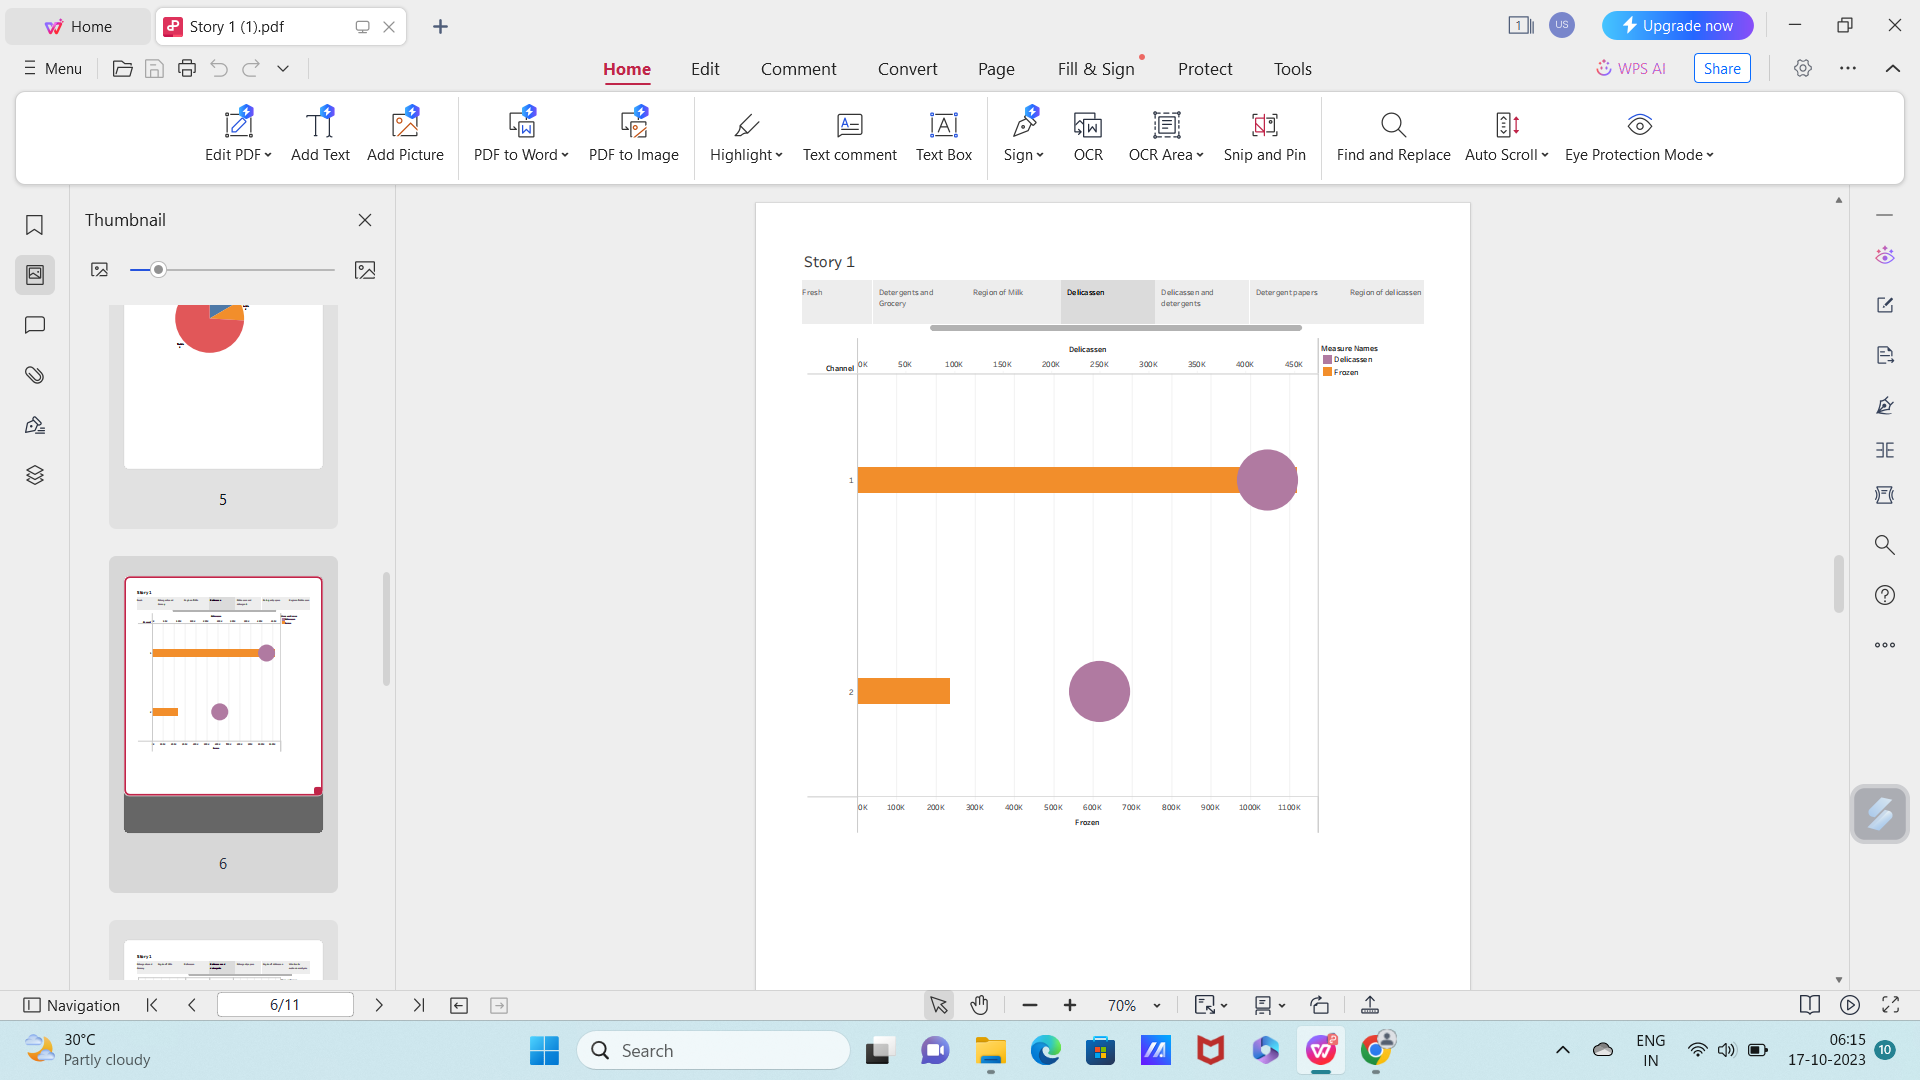 Home
Story 1 (1).pdf
1
US
Upgrade now
Menu
Home
Edit
Comment
Convert
Page
Fill & Sign
Protect
Tools
WPS AI
Share
Edit PDF
Add Text
Add Picture
PDF to Word
PDF to Image
Highlight
Text comment
Text Box
Sign
OCR
OCR Area
Snip and Pin
Find and Replace
Auto Scroll
Eye Protection Mode
Thumbnail
5
Story 1
6
Story 1
Story 1
Fresh
Detergents and
Grocery
Region of Milk
Delicassen
Delicassen and
detergents
Detergent papers
Region of delicassen
Delicassen
Channel
0K 50K 100K 150K 200K 250K 300K 350K 400K 450K
Measure Names
Delicassen
Frozen
1
2
0K 100K 200K 300K 400K 500K 600K 700K 800K 900K 1000K 1100K
Frozen
Navigation
6/11
70%
30°C
Partly cloudy
Search
ENG
IN
06:15
17-10-2023
10